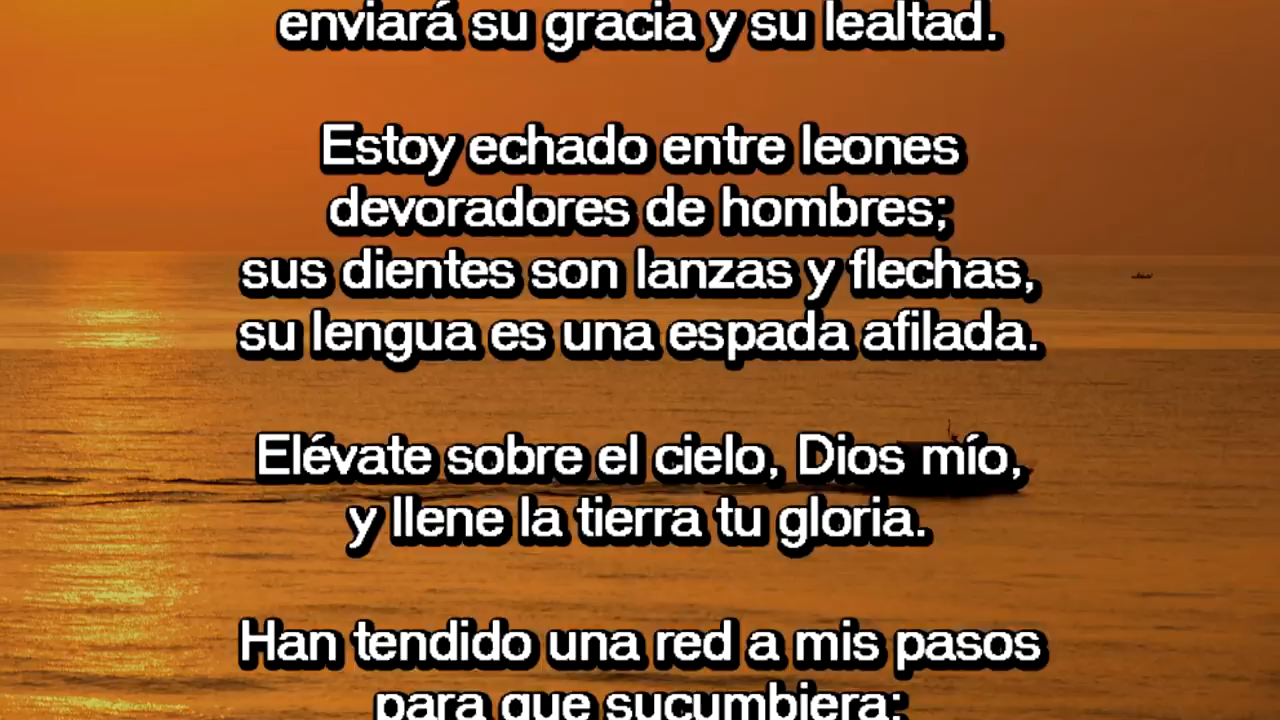 enviará su gracia y su lealtad.
Estoy echado entre leones
devoradores de hombres;
sus dientes son lanzas y flechas,
su lengua es una espada afilada.
Elévate sobre el cielo, Dios mío,
y llene la tierra tu gloria.
Han tendido una red a mis pasos
para que sucumbiera;